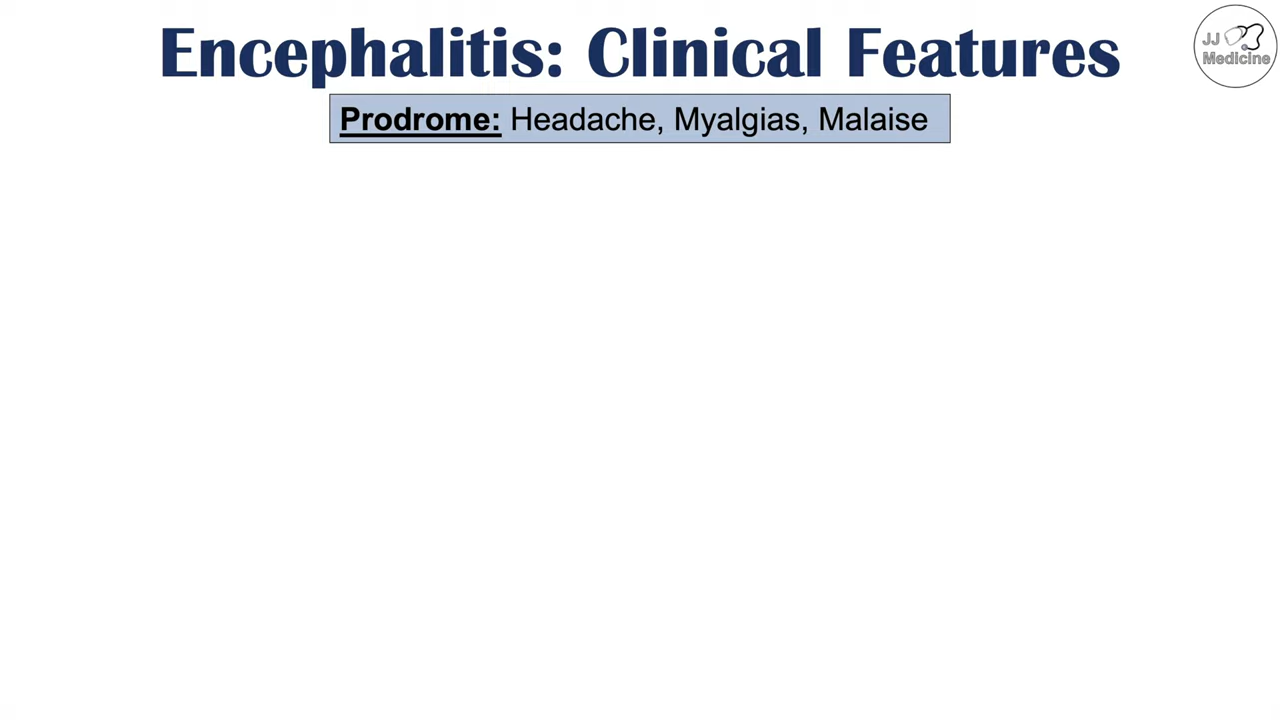 Encephalitis: Clinical Features
JJ
Medicine
Prodrome: Headache, Myalgias, Malaise